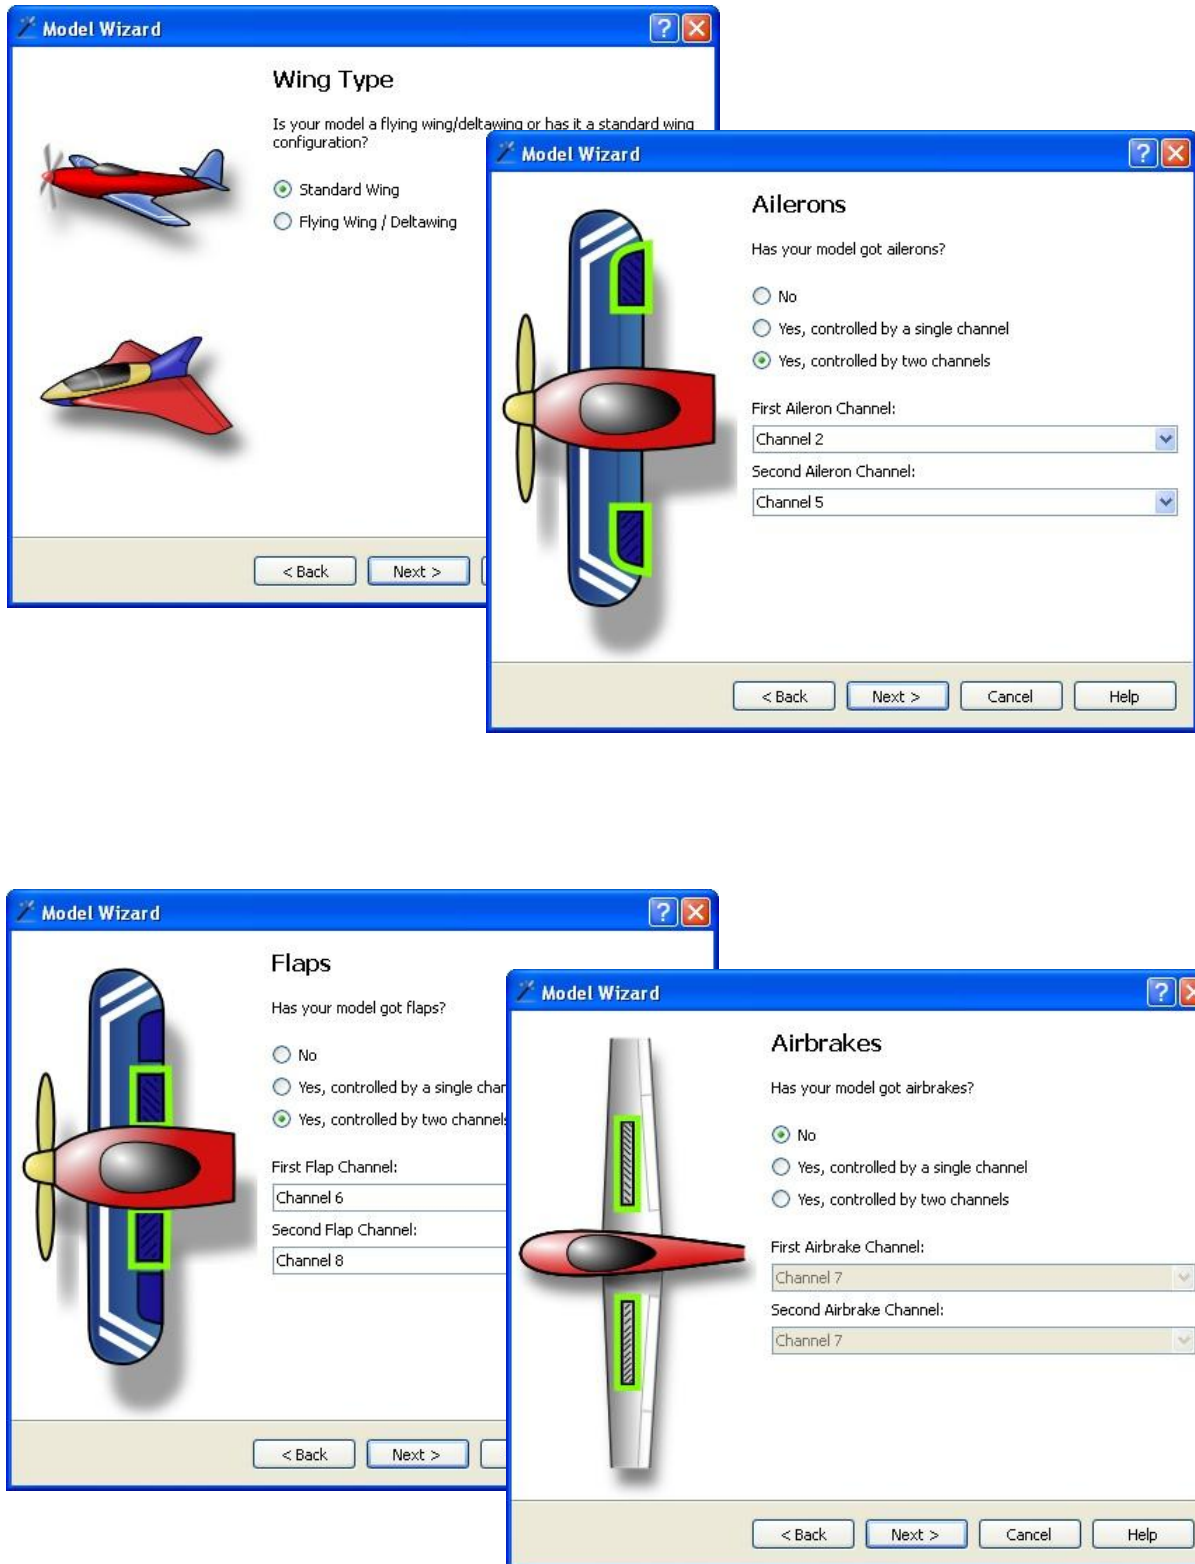 Model Wizard
Wing Type
Is your model a flying wing/deltawing or has it a standard wing
configuration?
Standard Wing
Flying Wing / Deltawing
< Back
Next >
Model Wizard
Ailerons
Has your model got ailerons?
No
Yes, controlled by a single channel
Yes, controlled by two channels
First Aileron Channel:
Channel 2
Second Aileron Channel:
Channel 5
< Back
Next >
Cancel
Help
Model Wizard
Flaps
Has your model got flaps?
No
Yes, controlled by a single chan
Yes, controlled by two channels
First Flap Channel:
Channel 6
Second Flap Channel:
Channel 8
< Back
Next >
Model Wizard
Airbrakes
Has your model got airbrakes?
No
Yes, controlled by a single channel
Yes, controlled by two channels
First Airbrake Channel:
Channel 7
Second Airbrake Channel:
Channel 7
< Back
Next >
Cancel
Help